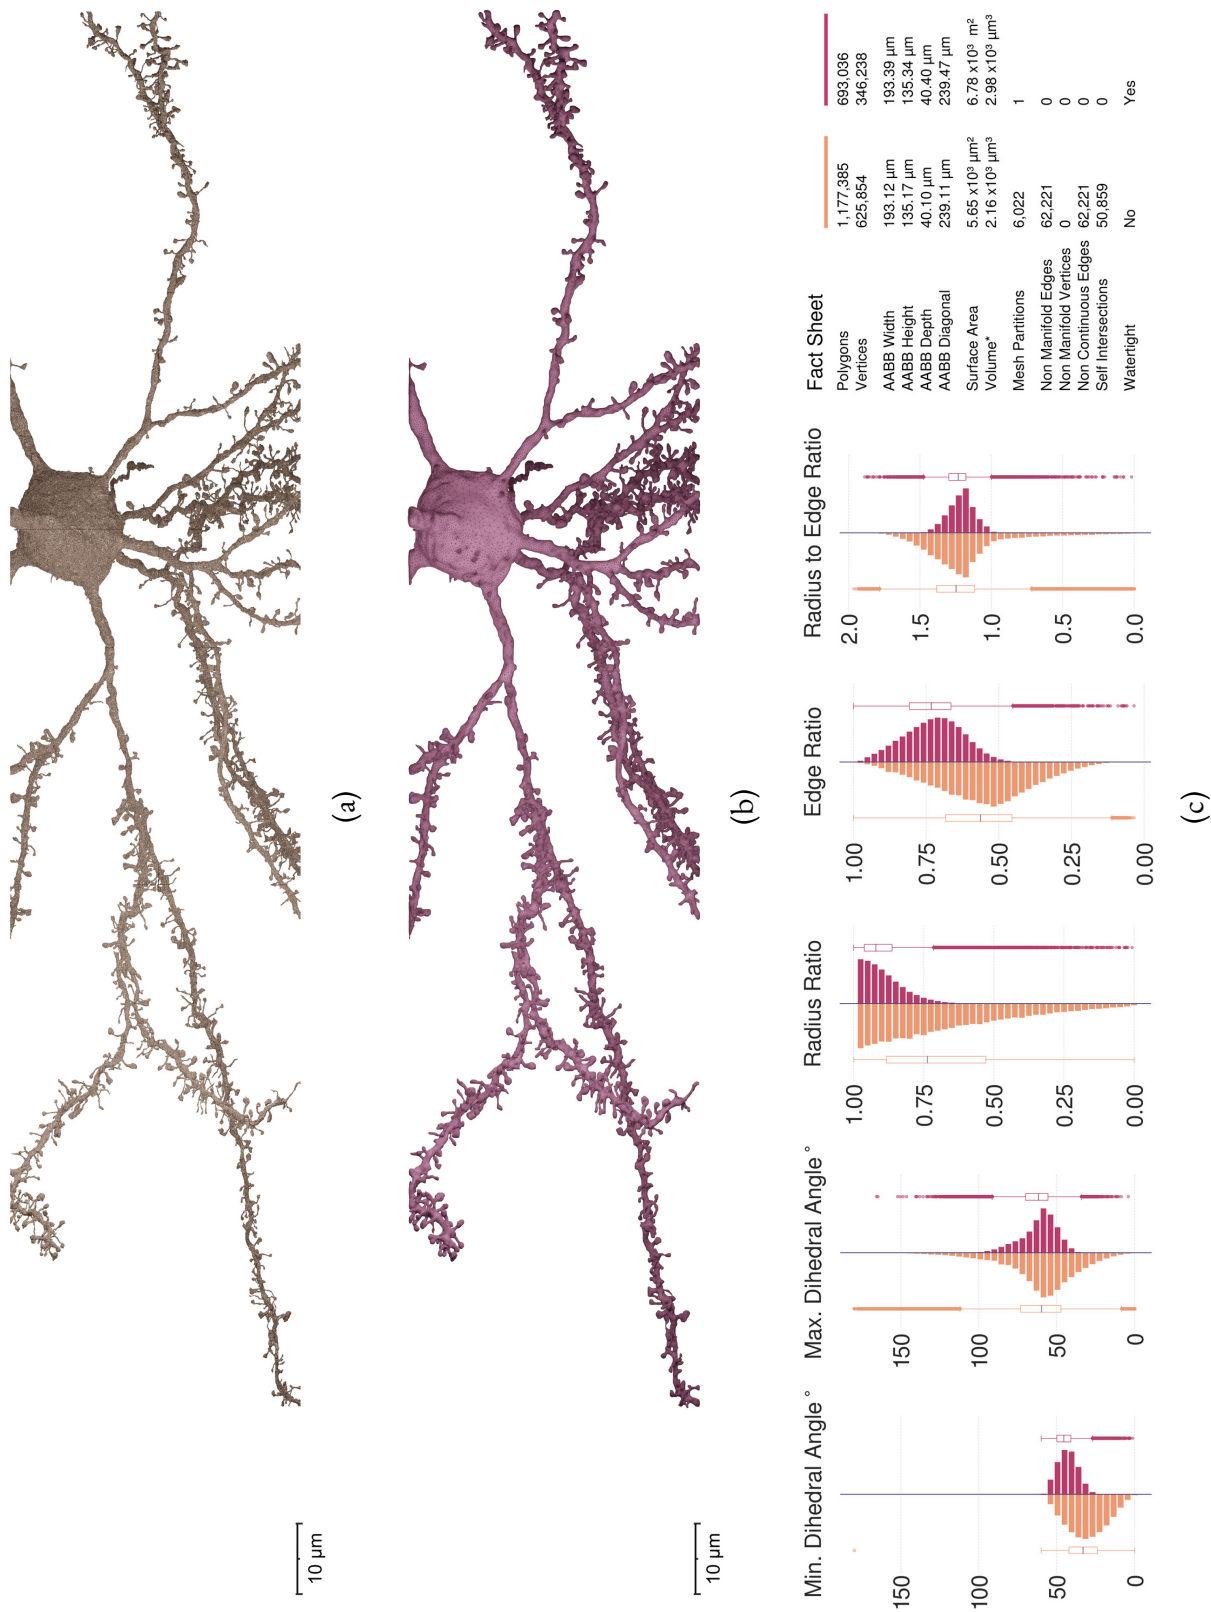 10 µm
(a)
10 µm
(b)
Min. Dihedral Angle °
150
100
50
0
Max. Dihedral Angle °
150
100
50
0
Radius Ratio
1.00
0.75
0.50
0.25
0.00
Edge Ratio
1.00
0.75
0.50
0.25
0.00
Radius to Edge Ratio
2.0
1.5
1.0
0.5
0.0
Fact Sheet
Polygons 1,177,385 693,036
Vertices 625,854 346,238
AABB Width 193.12 µm 193.39 µm
AABB Height 135.17 µm 135.34 µm
AABB Depth 40.10 µm 40.40 µm
AABB Diagonal 239.11 µm 239.47 µm
Surface Area 5.65 x10³ µm² 6.78 x10³ m²
Volume* 2.16 x10³ µm³ 2.98 x10³ µm³
Mesh Partitions 6,022 1
Non Manifold Edges 62,221 0
Non Manifold Vertices 0 0
Non Continuous Edges 62,221 0
Self Intersections 50,859 0
Watertight No Yes
(c)